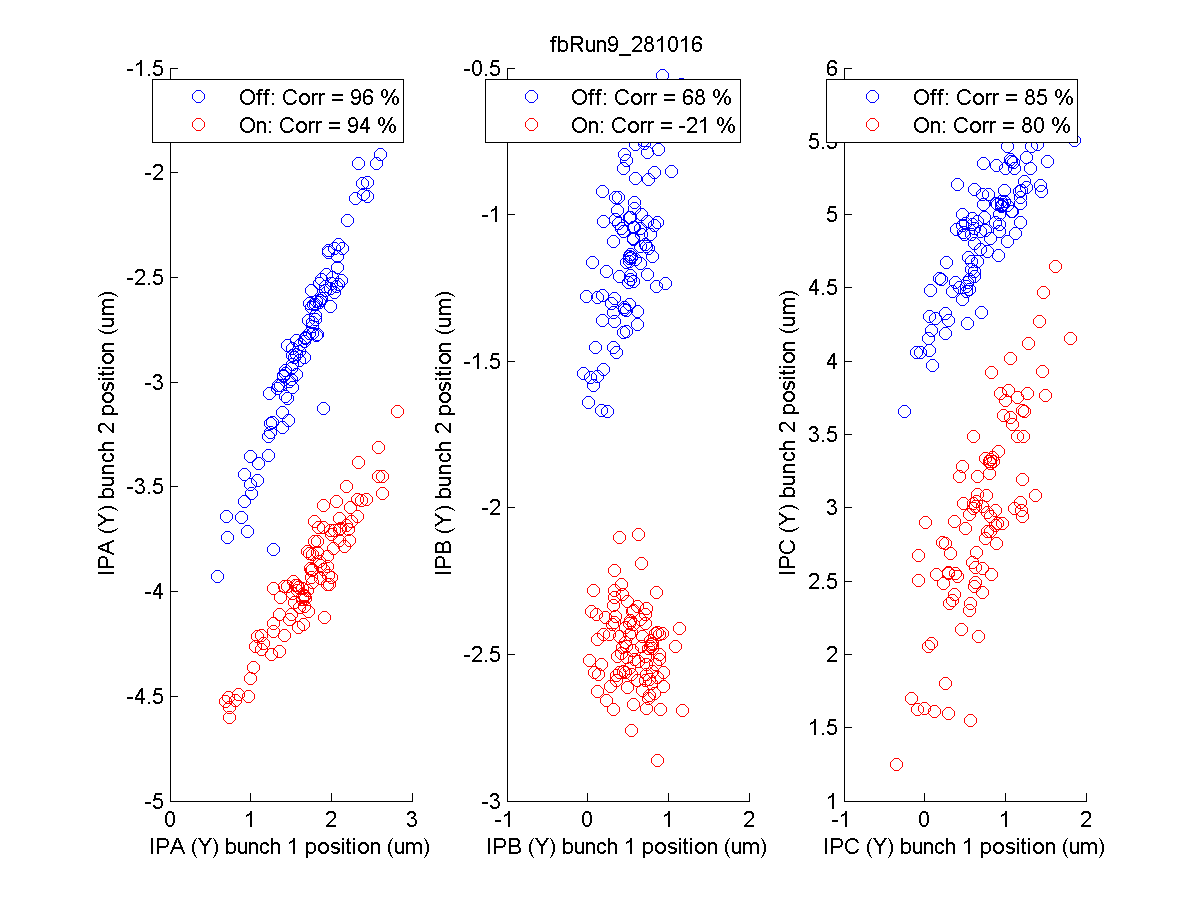 fbRun9_281016
Off: Corr = 96 %
On: Corr = 94 %
-1.5
-2
-2.5
-3
-3.5
-4
-4.5
-5
0
1
2
3
IPA (Y) bunch 2 position (um)
IPA (Y) bunch 1 position (um)
Off: Corr = 68 %
On: Corr = -21 %
-0.5
-1
-1.5
-2
-2.5
-3
-1
0
1
2
IPB (Y) bunch 2 position (um)
IPB (Y) bunch 1 position (um)
Off: Corr = 85 %
On: Corr = 80 %
6
5.5
5
4.5
4
3.5
3
2.5
2
1.5
1
-1
0
1
2
IPC (Y) bunch 2 position (um)
IPC (Y) bunch 1 position (um)